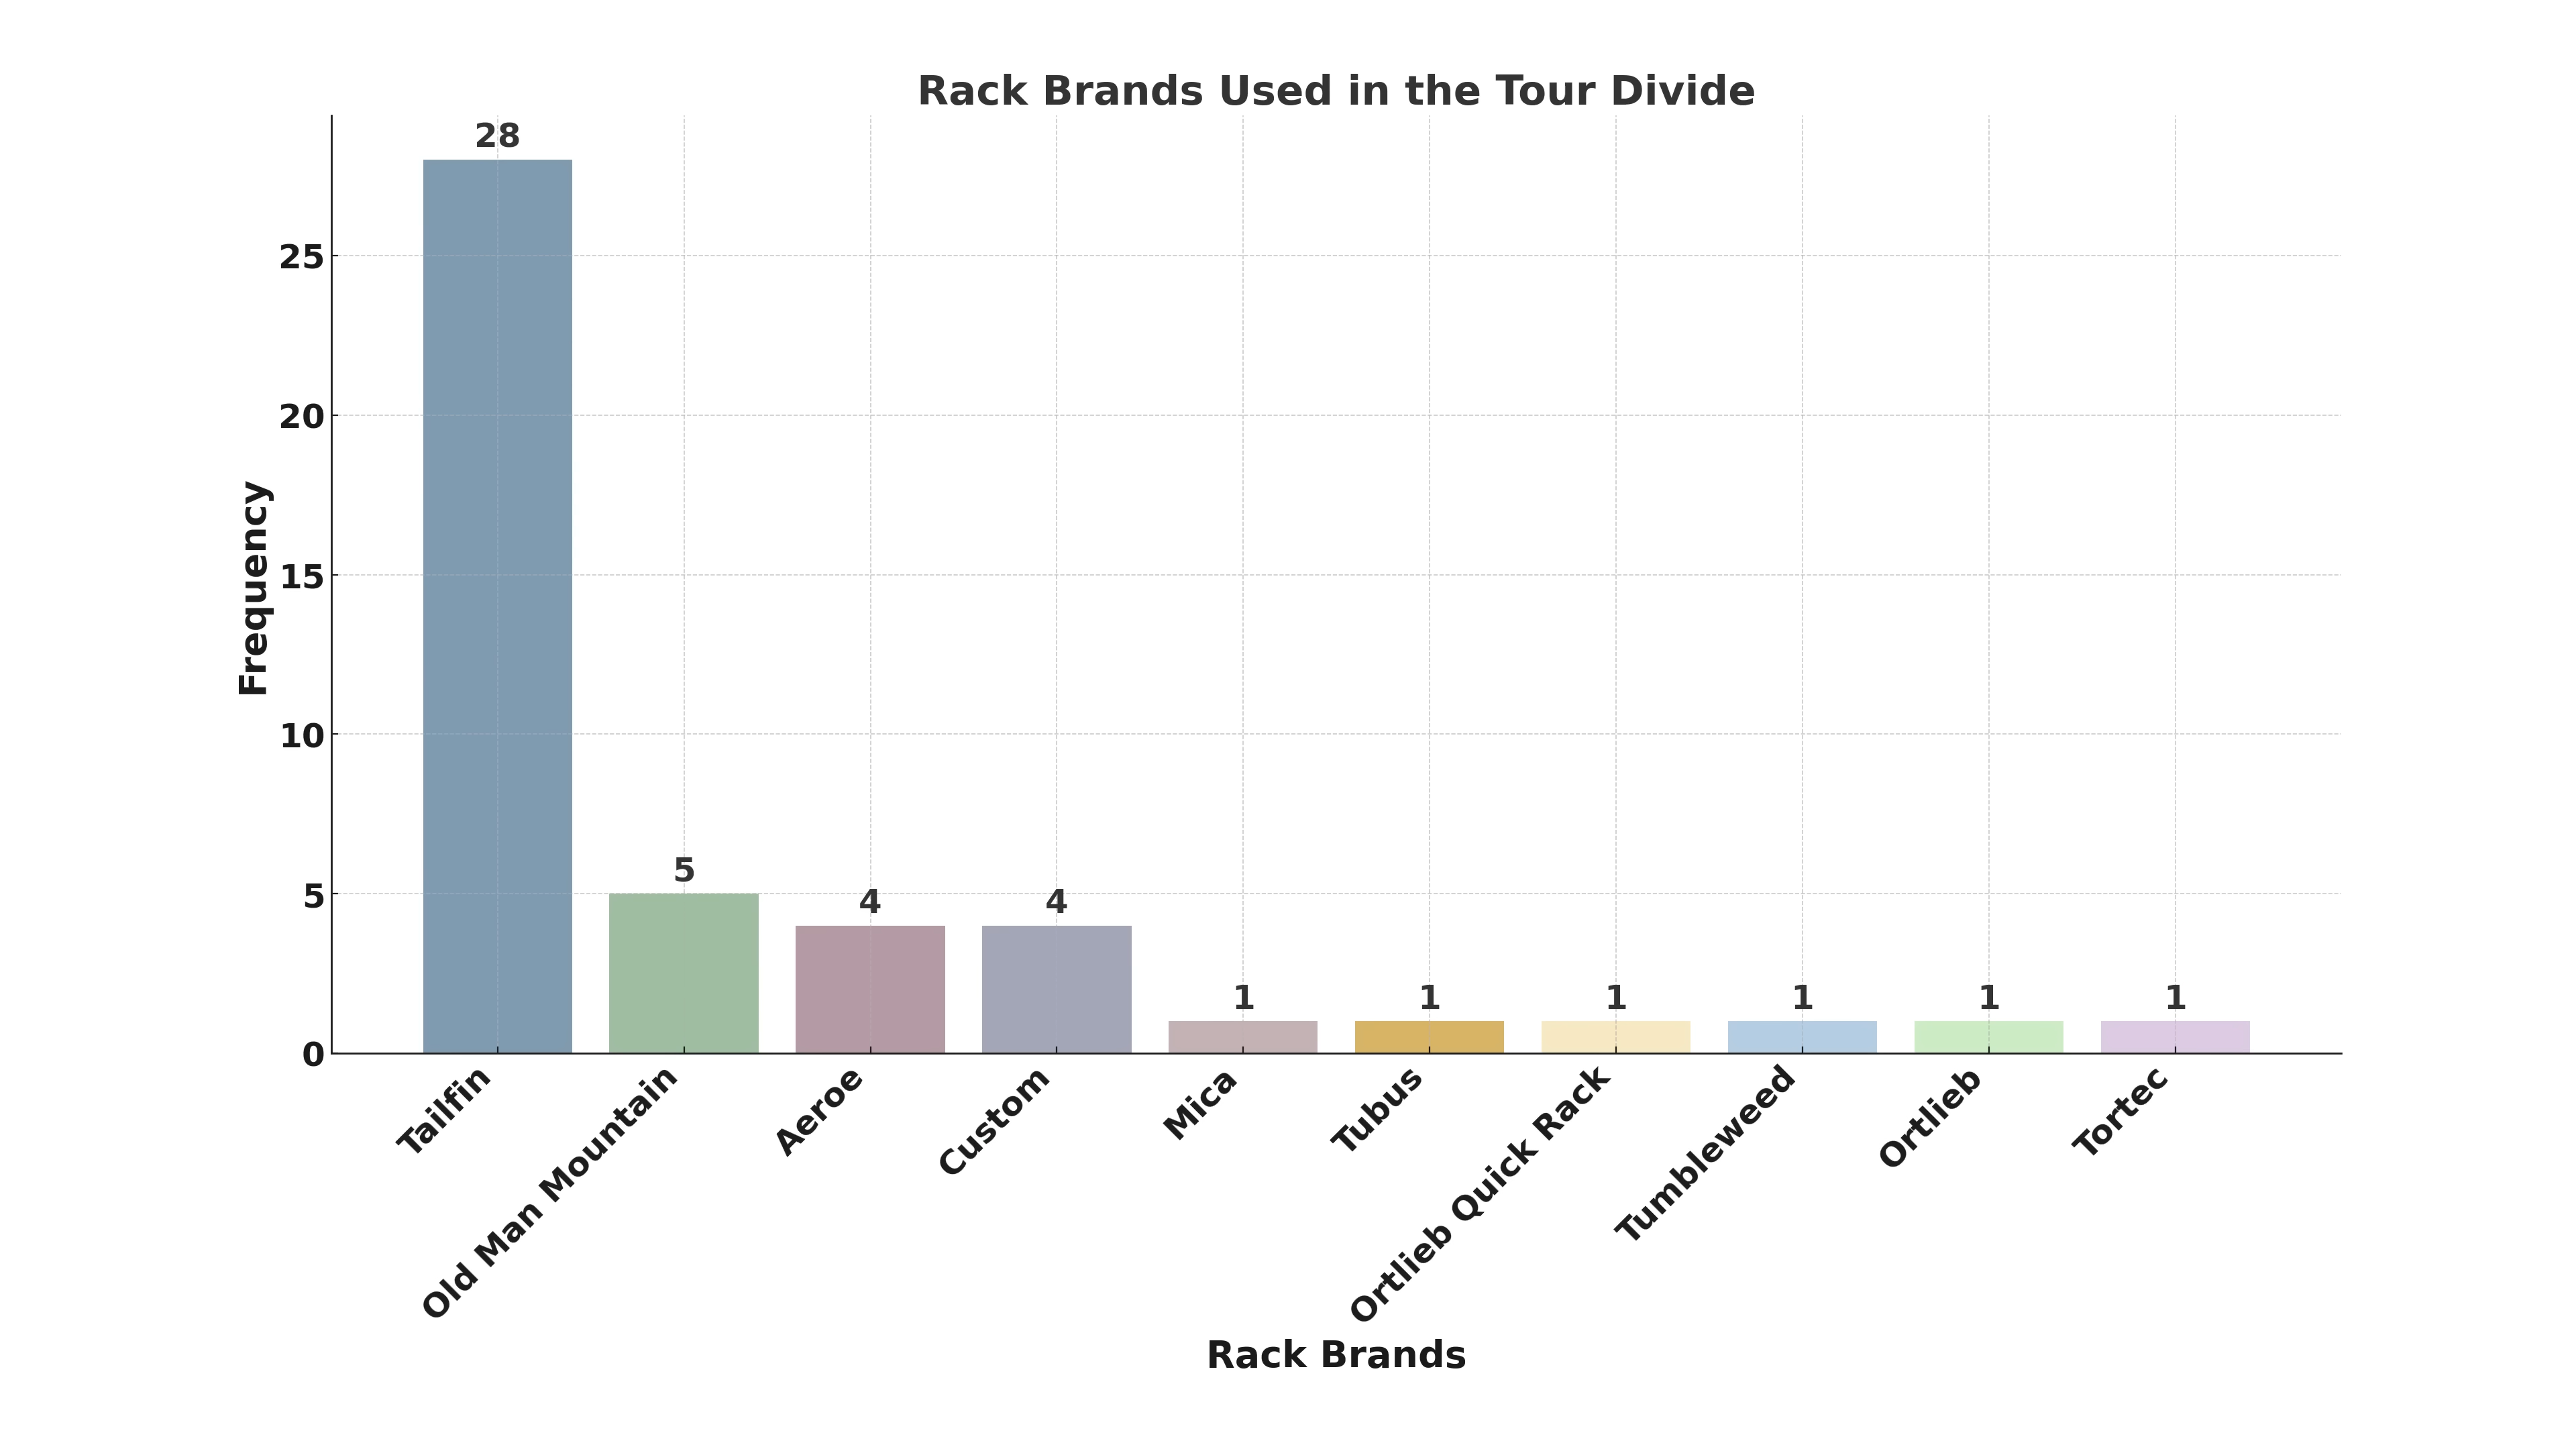 Rack Brands Used in the Tour Divide
28
5
4
4
1
1
1
1
1
1
25
20
15
10
5
0
Frequency
Tailfin
Old Man Mountain
Aeroe
Custom
Mica
Tubus
Ortlieb Quick Rack
Tumbleweed
Ortlieb
Tortec
Rack Brands